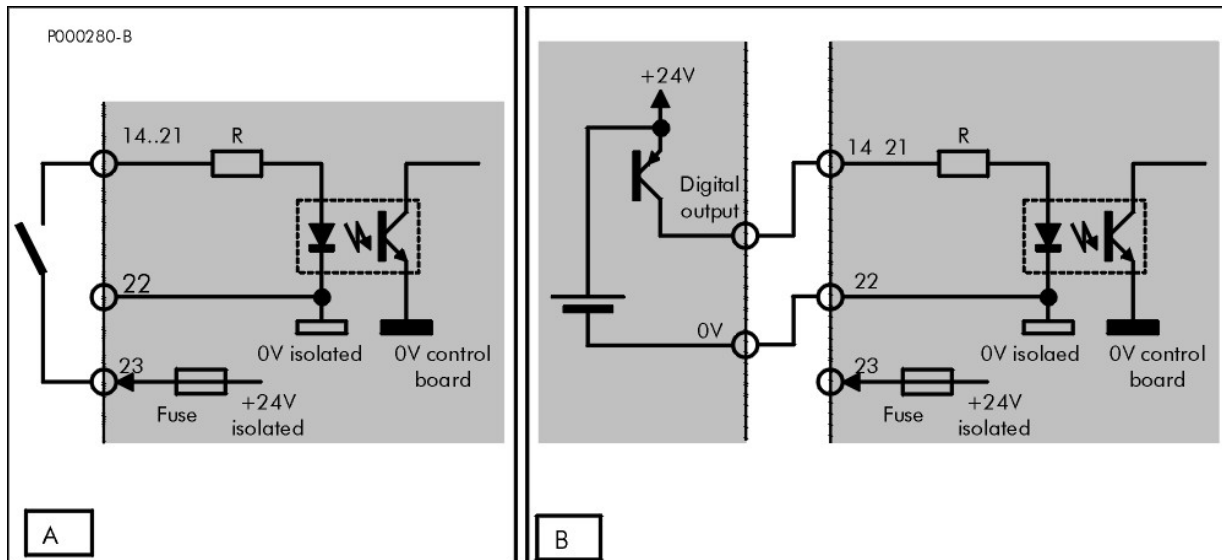 P000280-B
14..21
R
22
0V isolated
0V control
board
23
Fuse
+24V
isolated
A
+24V
Digital
output
0V
14 21
R
22
0V isolaed
0V control
board
23
Fuse
+24V
isolated
B